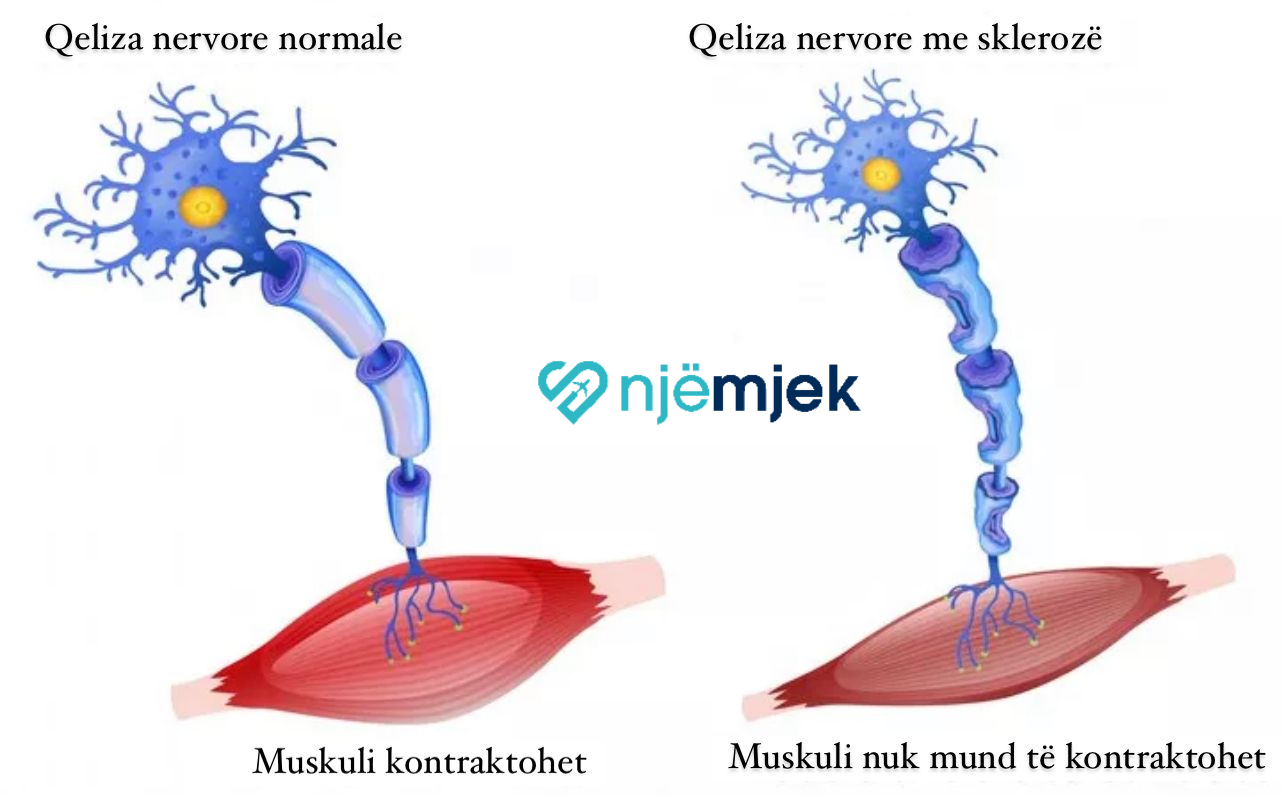 Qeliza nervore normale
Qeliza nervore me sklerozë
njëmjek
Muskuli kontraktohet
Muskuli nuk mund të kontraktohet